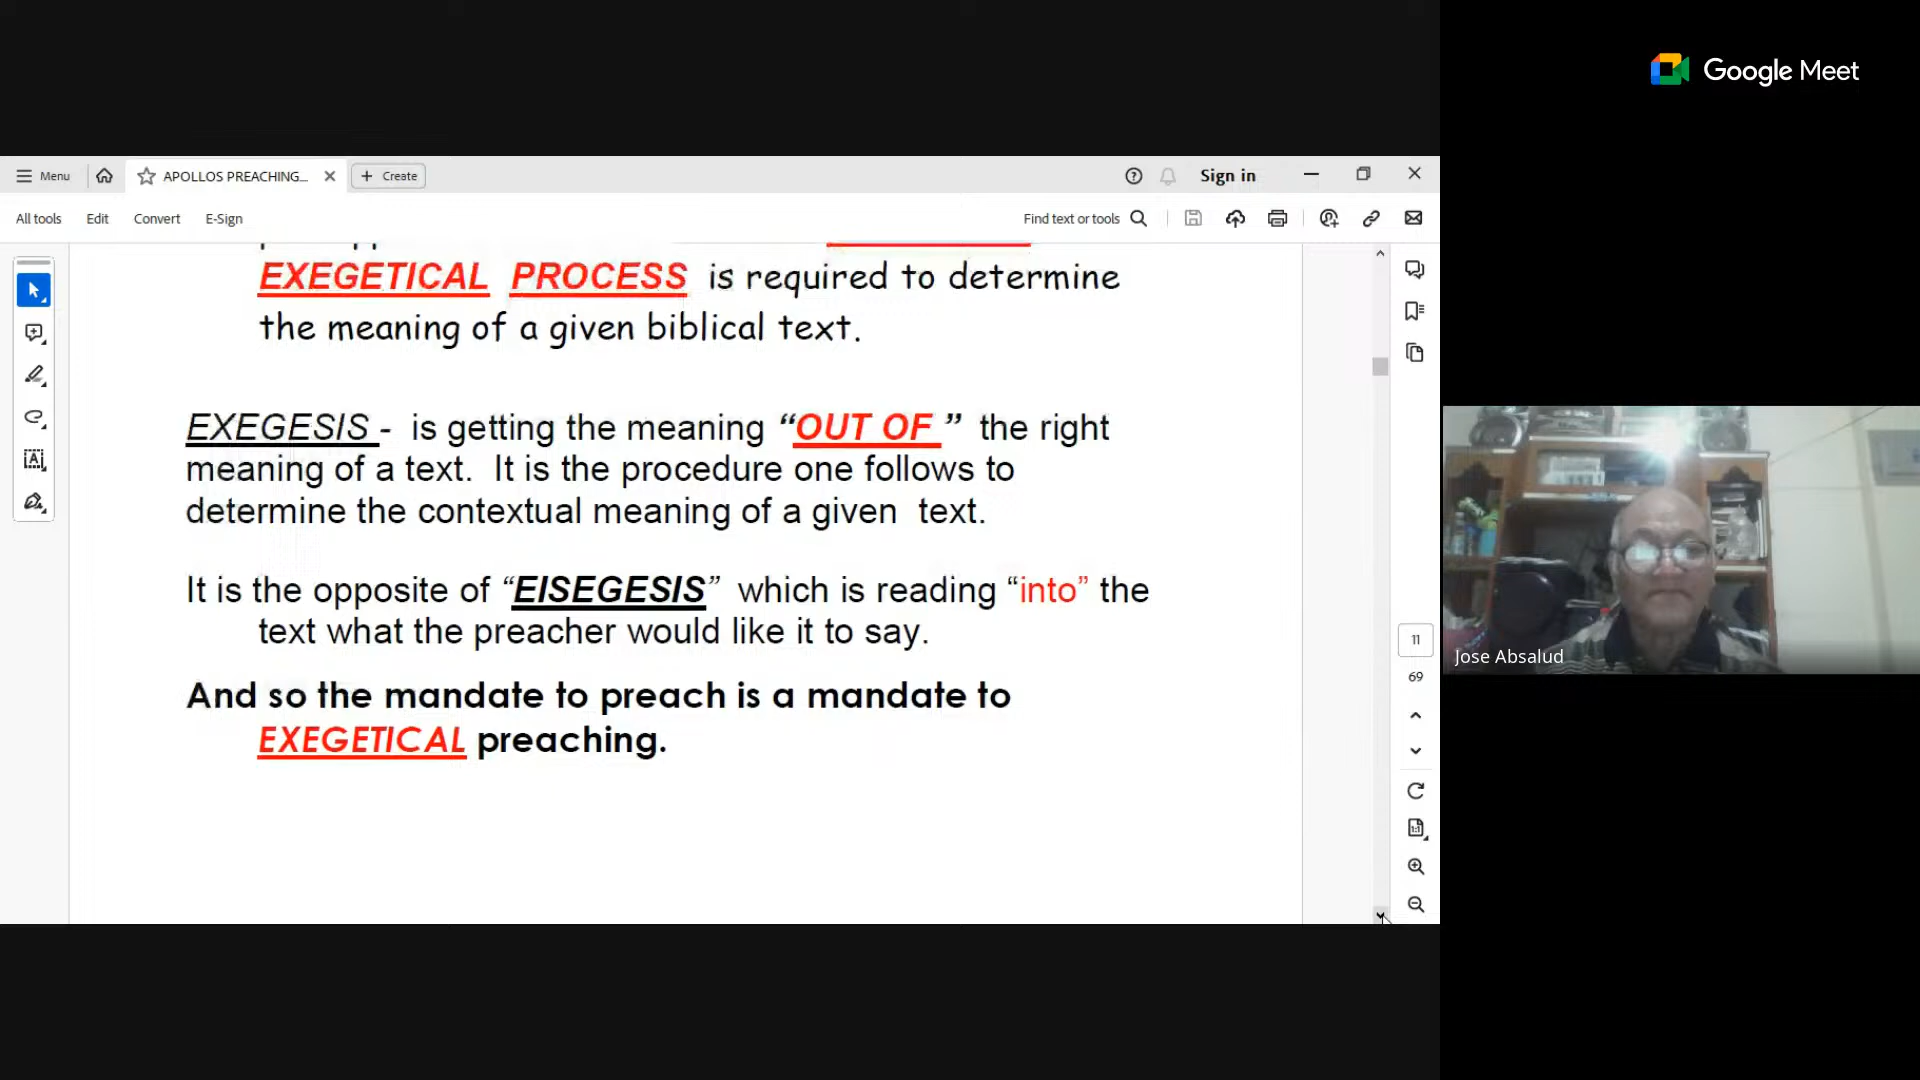 Google Meet
Menu
APOLLOS PREACHING...
Create
Sign in
All tools
Edit
Convert
E-Sign
Find text or tools
EXEGETICAL PROCESS is required to determine
the meaning of a given biblical text.
EXEGESIS - is getting the meaning “OUT OF ” the right
meaning of a text. It is the procedure one follows to
determine the contextual meaning of a given text.
It is the opposite of “EISEGESIS” which is reading “into” the
text what the preacher would like it to say.
And so the mandate to preach is a mandate to
EXEGETICAL preaching.
11
69
Jose Absalud